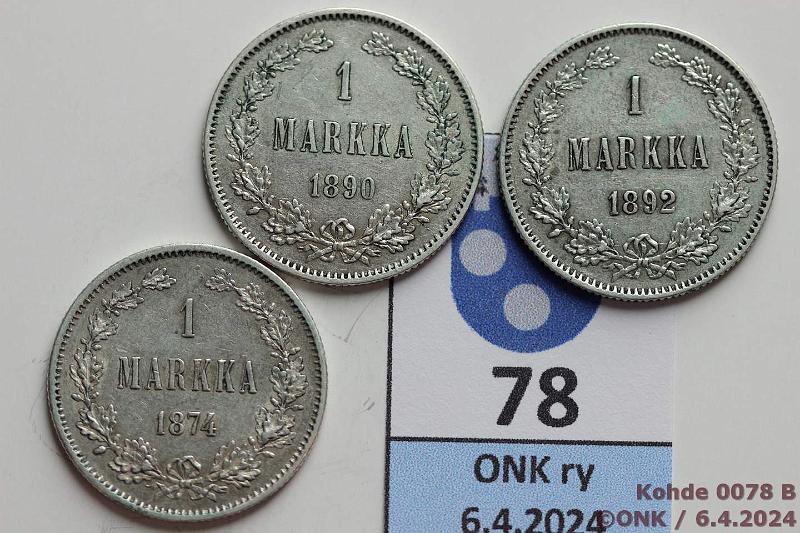 1
MARKKA
1890
1
MARKKA
1892
1
MARKKA
1874
78
ONK ry
6.4.2024
Kohde 0078 B
©ONK / 6.4.2024